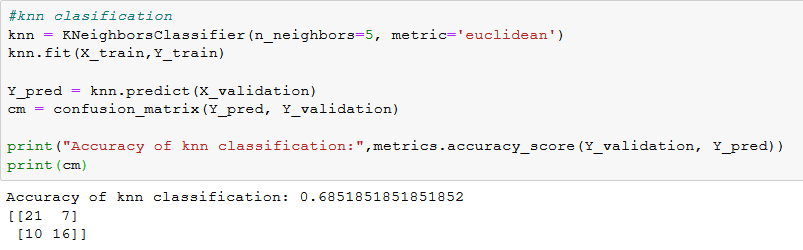 #knn clasification
knn = KNeighborsClassifier(n_neighbors=5, metric='euclidean')
knn.fit(X_train,Y_train)
Y_pred = knn.predict(X_validation)
cm = confusion_matrix(Y_pred, Y_validation)
print("Accuracy of knn classification:",metrics.accuracy_score(Y_validation, Y_pred))
print(cm)
Accuracy of knn classification: 0.6851851851851852
[[21  7]
 [10 16]]